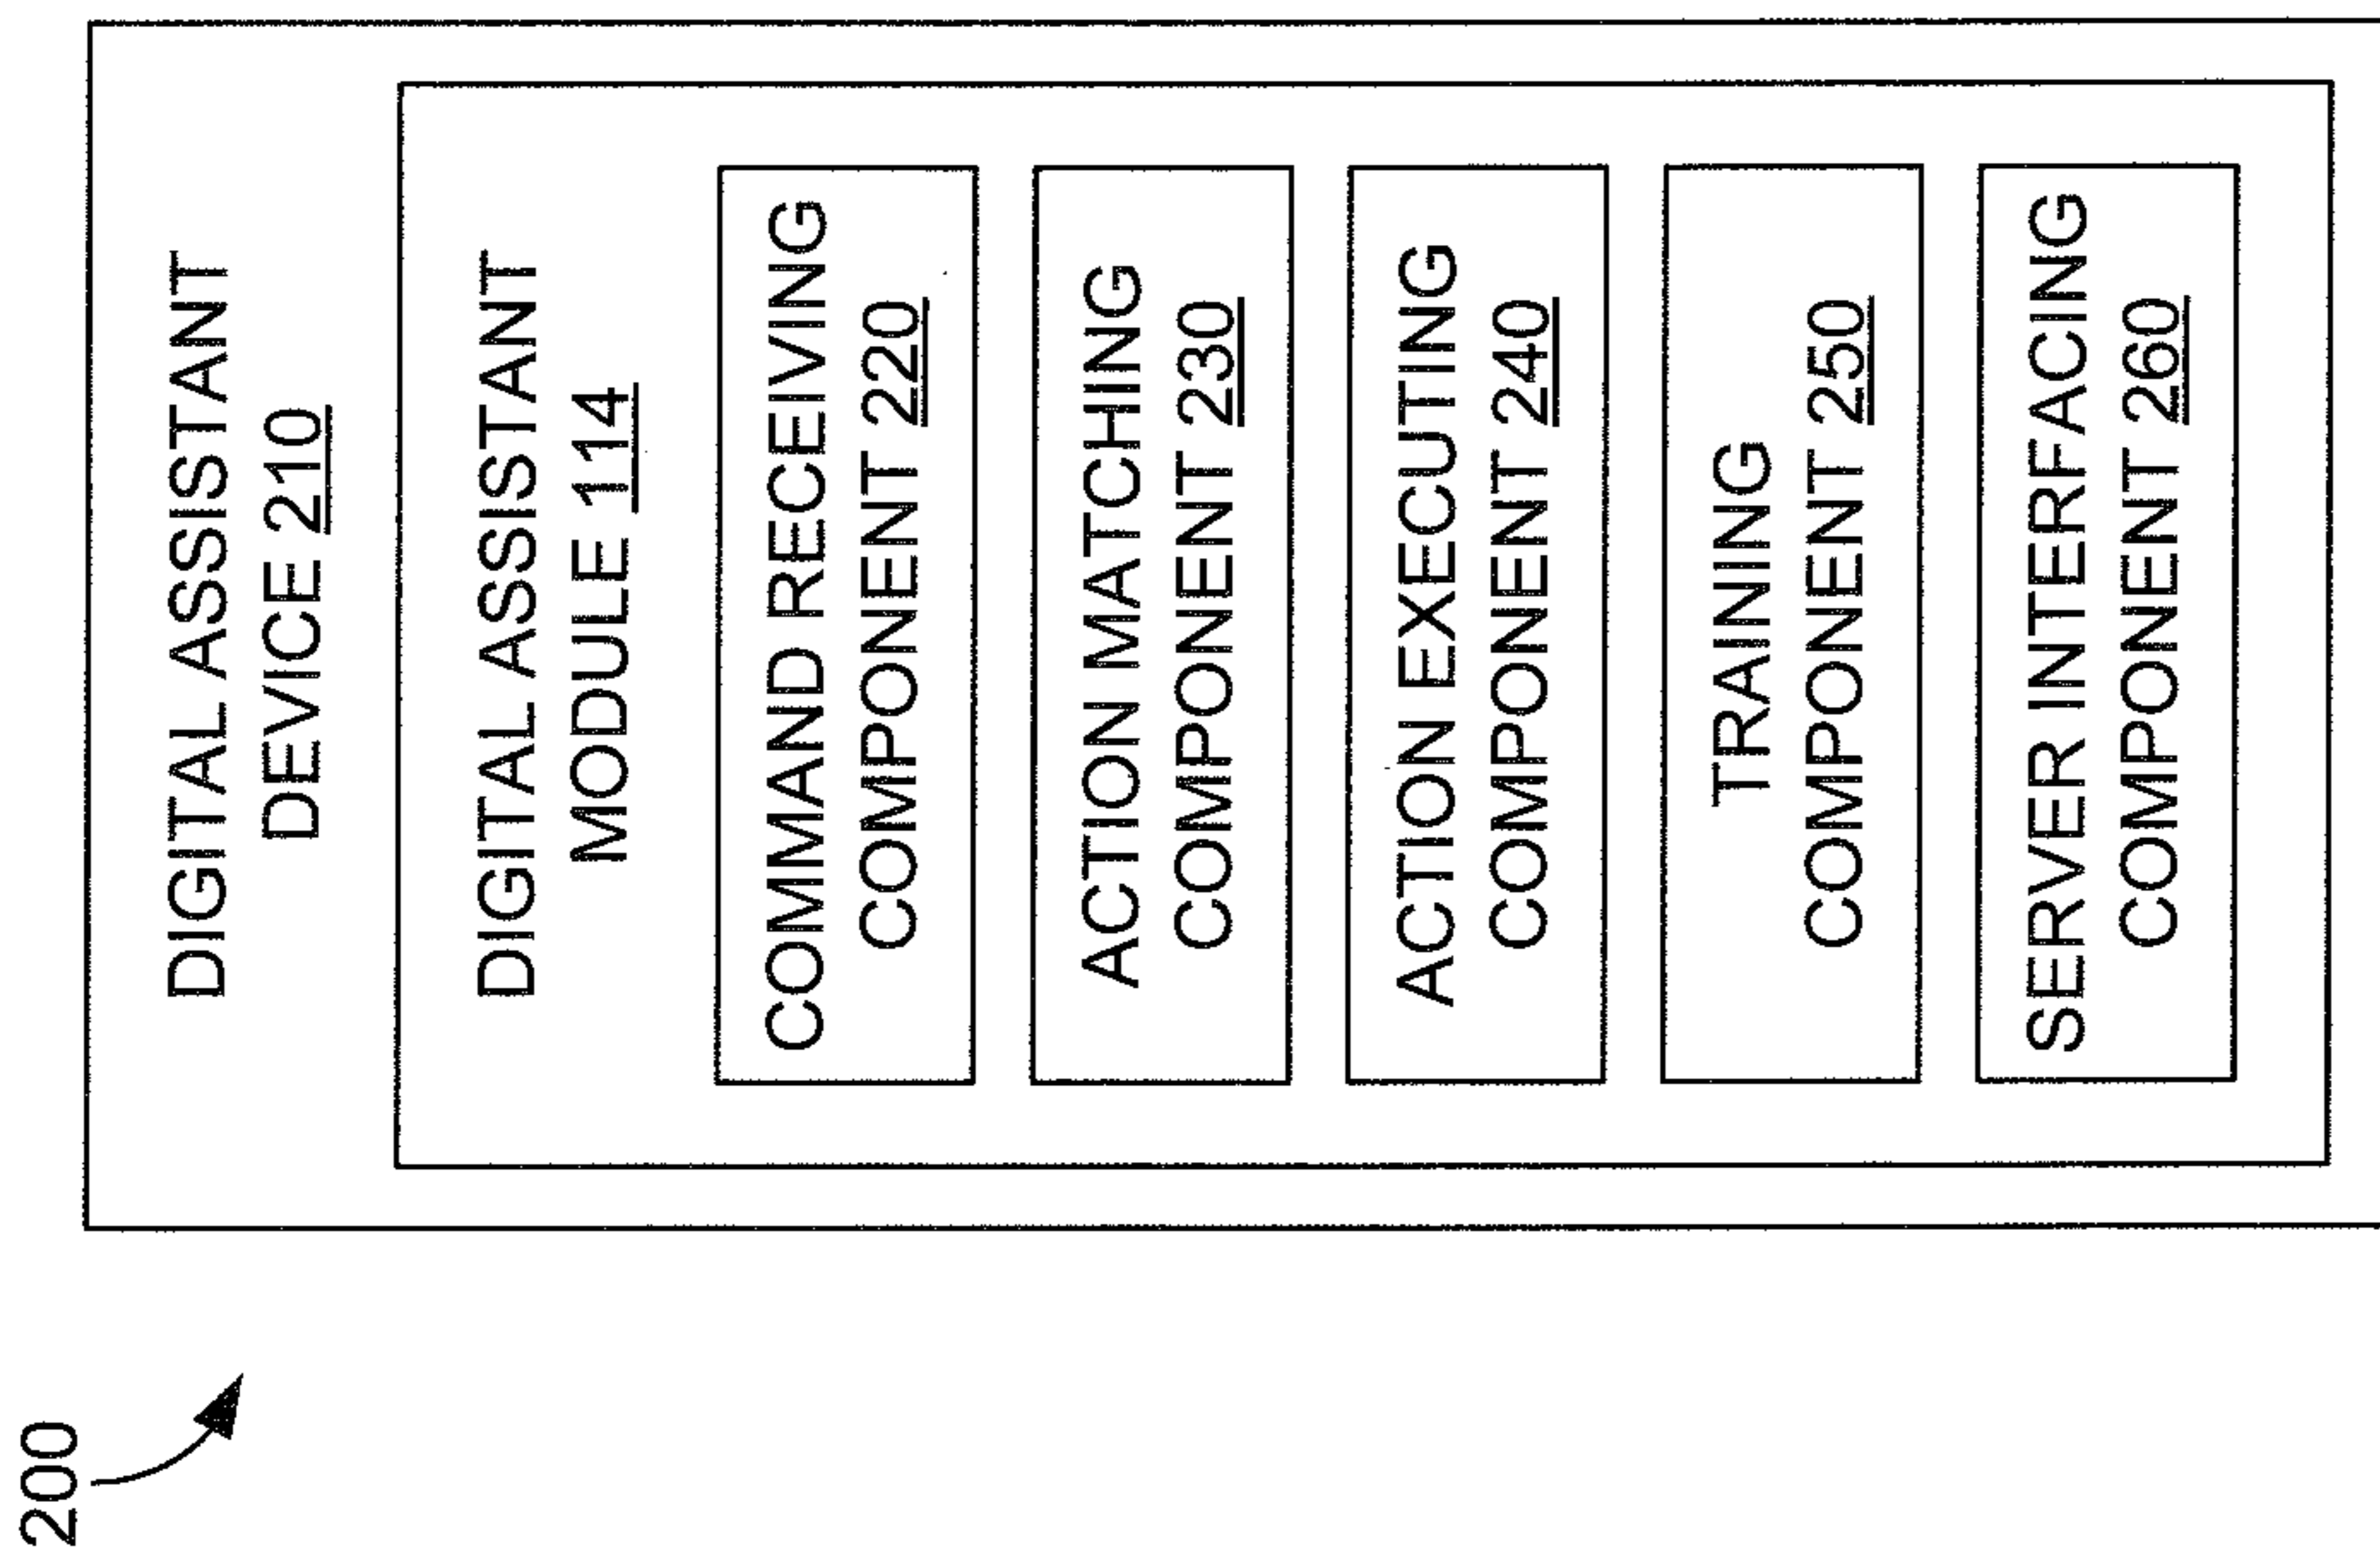 200
DIGITAL ASSISTANT
DEVICE 210
DIGITAL ASSISTANT
MODULE 114
COMMAND RECEIVING
COMPONENT 220
ACTION MATCHING
COMPONENT 230
ACTION EXECUTING
COMPONENT 240
TRAINING
COMPONENT 250
SERVER INTERFACING
COMPONENT 260